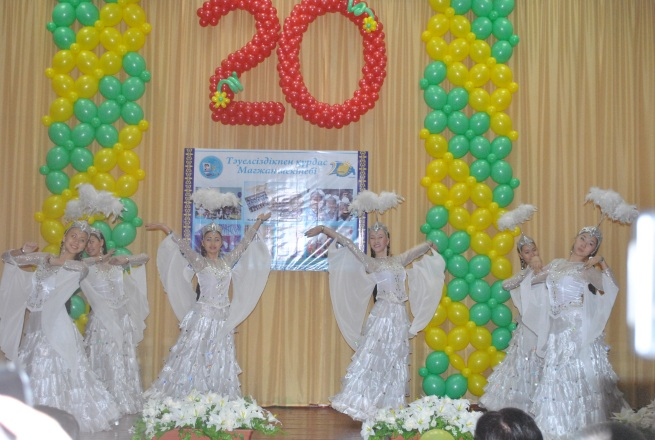 20
Тәуелсіздікпен құрдас
Мағжан мектебі